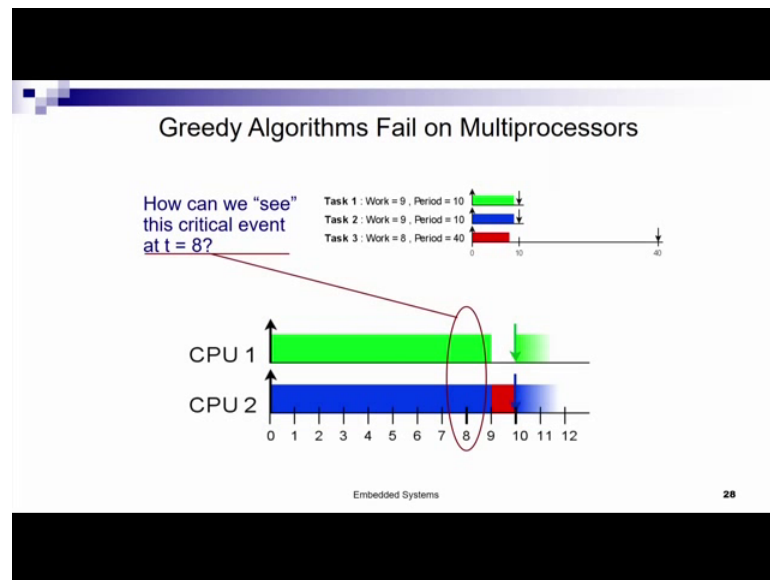 Greedy Algorithms Fail on Multiprocessors
How can we "see"
this critical event
at t = 8?
Task 1 : Work = 9 , Period = 10
Task 2 : Work = 9 , Period = 10
Task 3 : Work = 8 , Period = 40
0 10 40
CPU 1
CPU 2
0 1 2 3 4 5 6 7 8 9 10 11 12
Embedded Systems
28